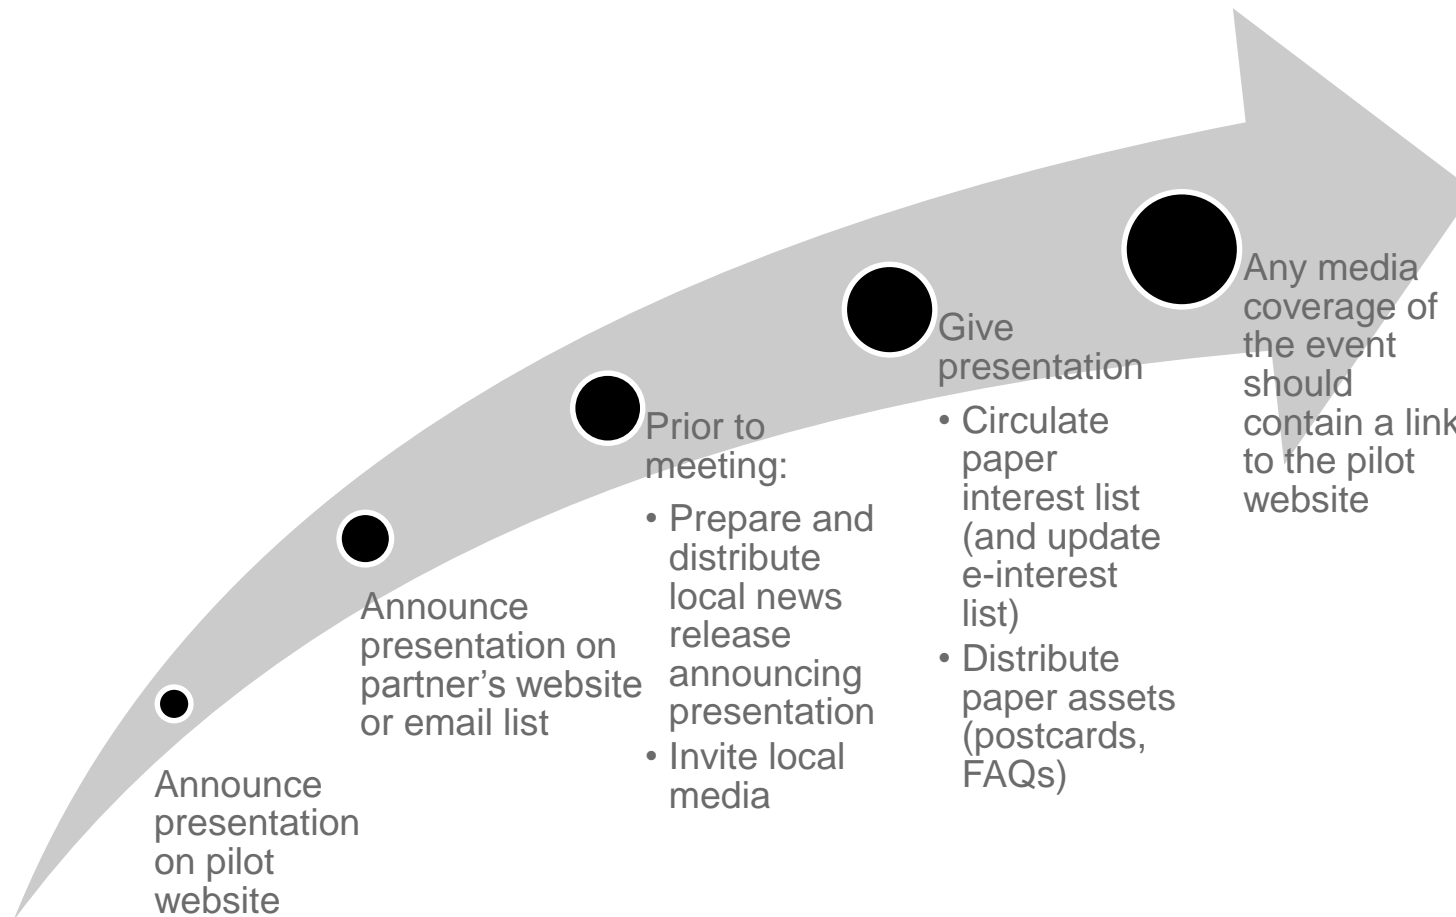 Announce
presentation
on pilot
website
Announce
presentation on
partner’s website
or email list
Prior to
meeting:
• Prepare and
distribute
local news
release
announcing
presentation
• Invite local
media
Give
presentation
• Circulate
paper
interest list
(and update
e-interest
list)
• Distribute
paper assets
(postcards,
FAQs)
Any media
coverage of
the event
should
contain a link
to the pilot
website